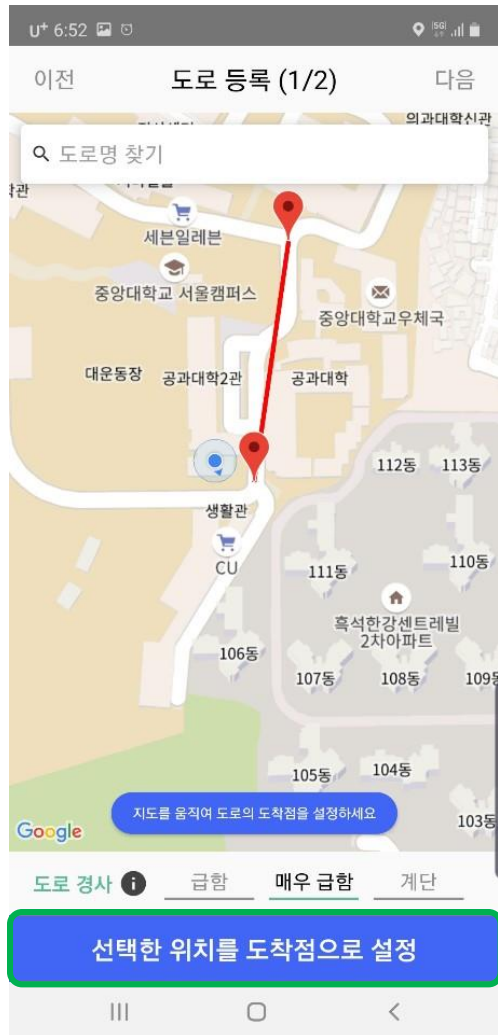 U+ 6:52
5G
이전
도로 등록 (1/2)
다음
의과대학신관
도로명 찾기
세븐일레븐
중앙대학교 서울캠퍼스
중앙대학교우체국
대운동장
공과대학2관
공과대학
112동
113동
생활관
CU
111동
110동
흑석한강센트레빌
2차아파트
106동
107동
108동
109동
105동
104동
지도를 움직여 도로의 도착점을 설정하세요
Google
103동
도로 경사
급함
매우 급함
계단
선택한 위치를 도착점으로 설정